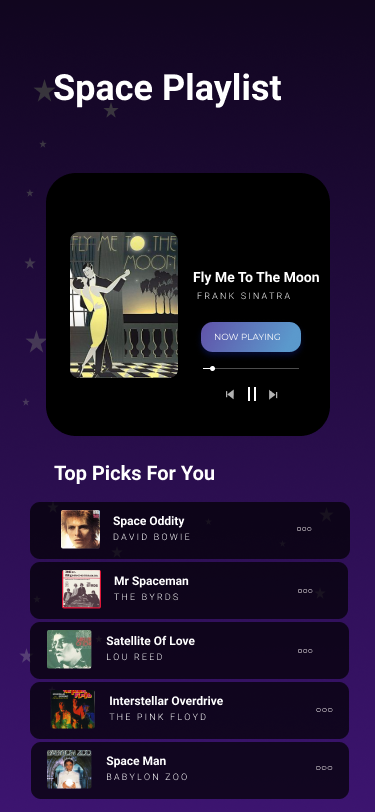 Space Playlist
FLY ME TO THE
MOON
Fly Me To The Moon
FRANK SINATRA
NOW PLAYING
Top Picks For You
Space Oddity
DAVID BOWIE
Mr Spaceman
THE BYRDS
Satellite Of Love
LOU REED
Interstellar Overdrive
THE PINK FLOYD
BABYLON ZOO
Space Man
BABYLON ZOO